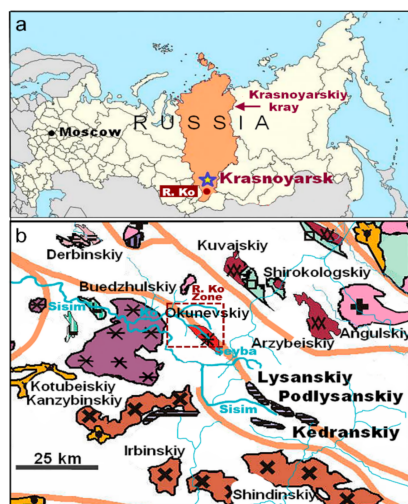 a
Krasnoyarskiy
kray
Moscow
RUSSIA
Krasnoyarsk
R. Ko
b
Kuvajskiy
Derbinskiy
R. Ko
Zone
Shirokologskiy
Buedzhulskiy
Sisim
Okunevskiy
Angulskiy
Arzybeiskiy
Seyba
Lysanskiy
Podlysanskiy
Kotubeiskiy
Sisim
Kanzybinskiy
Kedranskiy
Irbinskiy
25 km
Shindinskiy